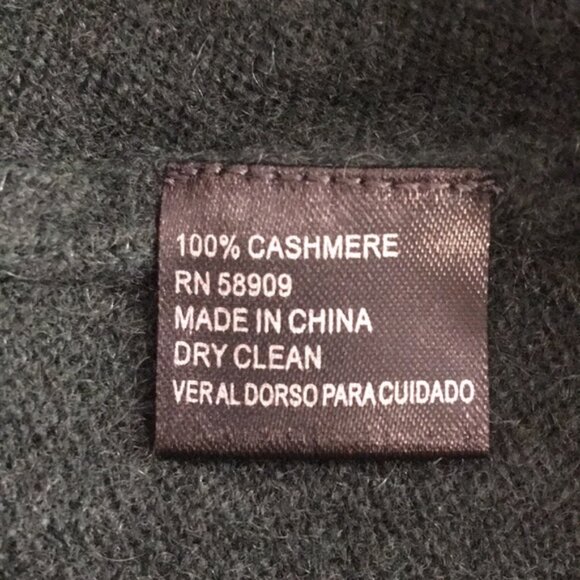 100% CASHMERE
RN 58909
MADE IN CHINA
DRY CLEAN
VER AL DORSO PARA CUIDADO